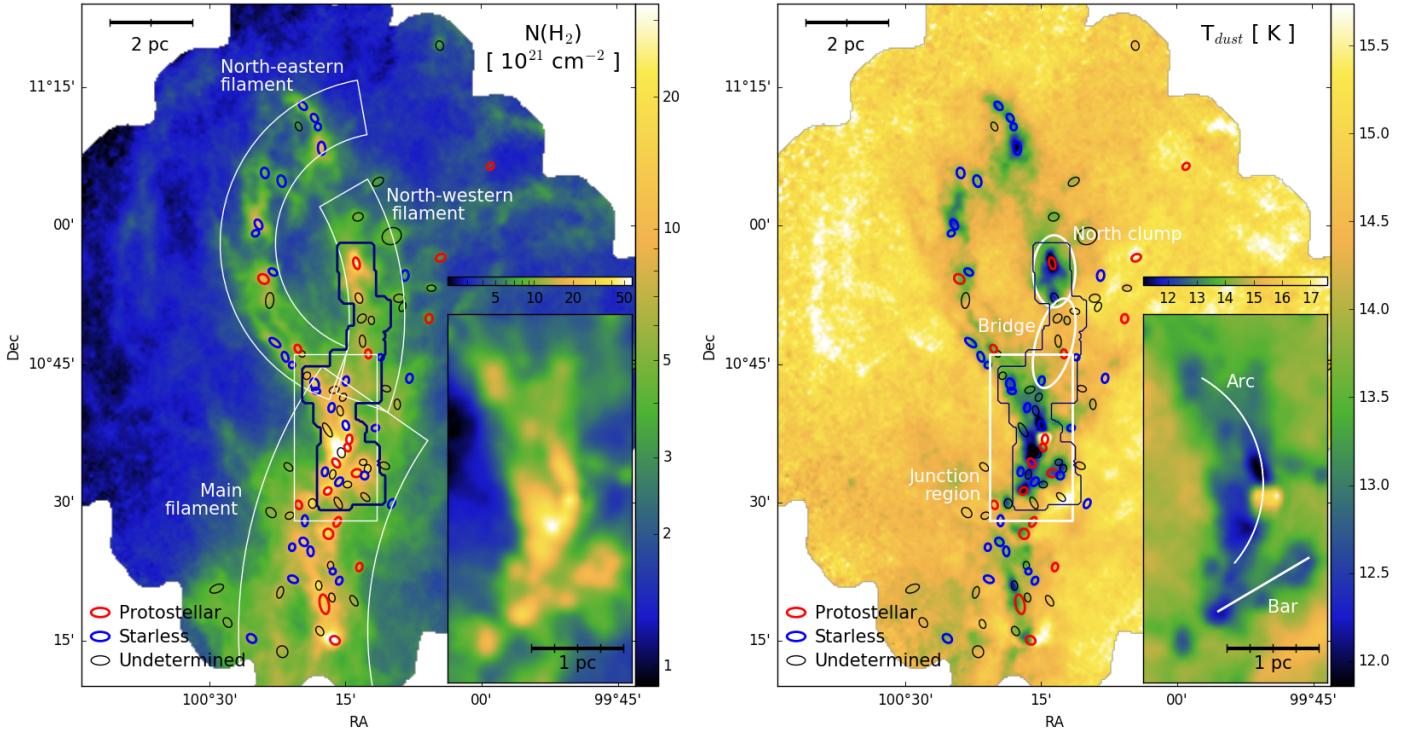 2 pc
N(H₂)
[ 10²¹ cm⁻² ]
North-eastern
filament
North-western
filament
Main
filament
5 10 20 50
1 pc
Protostellar
Starless
Undetermined
11°15'
00'
10°45'
30'
15'
Dec
100°30' 15' 00' 99°45'
RA
20
10
5
3
2
1
2 pc
T_dust [ K ]
North clump
12 13 14 15 16 17
Bridge
Junction
region
Arc
Bar
1 pc
Protostellar
Starless
Undetermined
11°15'
00'
10°45'
30'
15'
Dec
100°30' 15' 00' 99°45'
RA
15.5
15.0
14.5
14.0
13.5
13.0
12.5
12.0